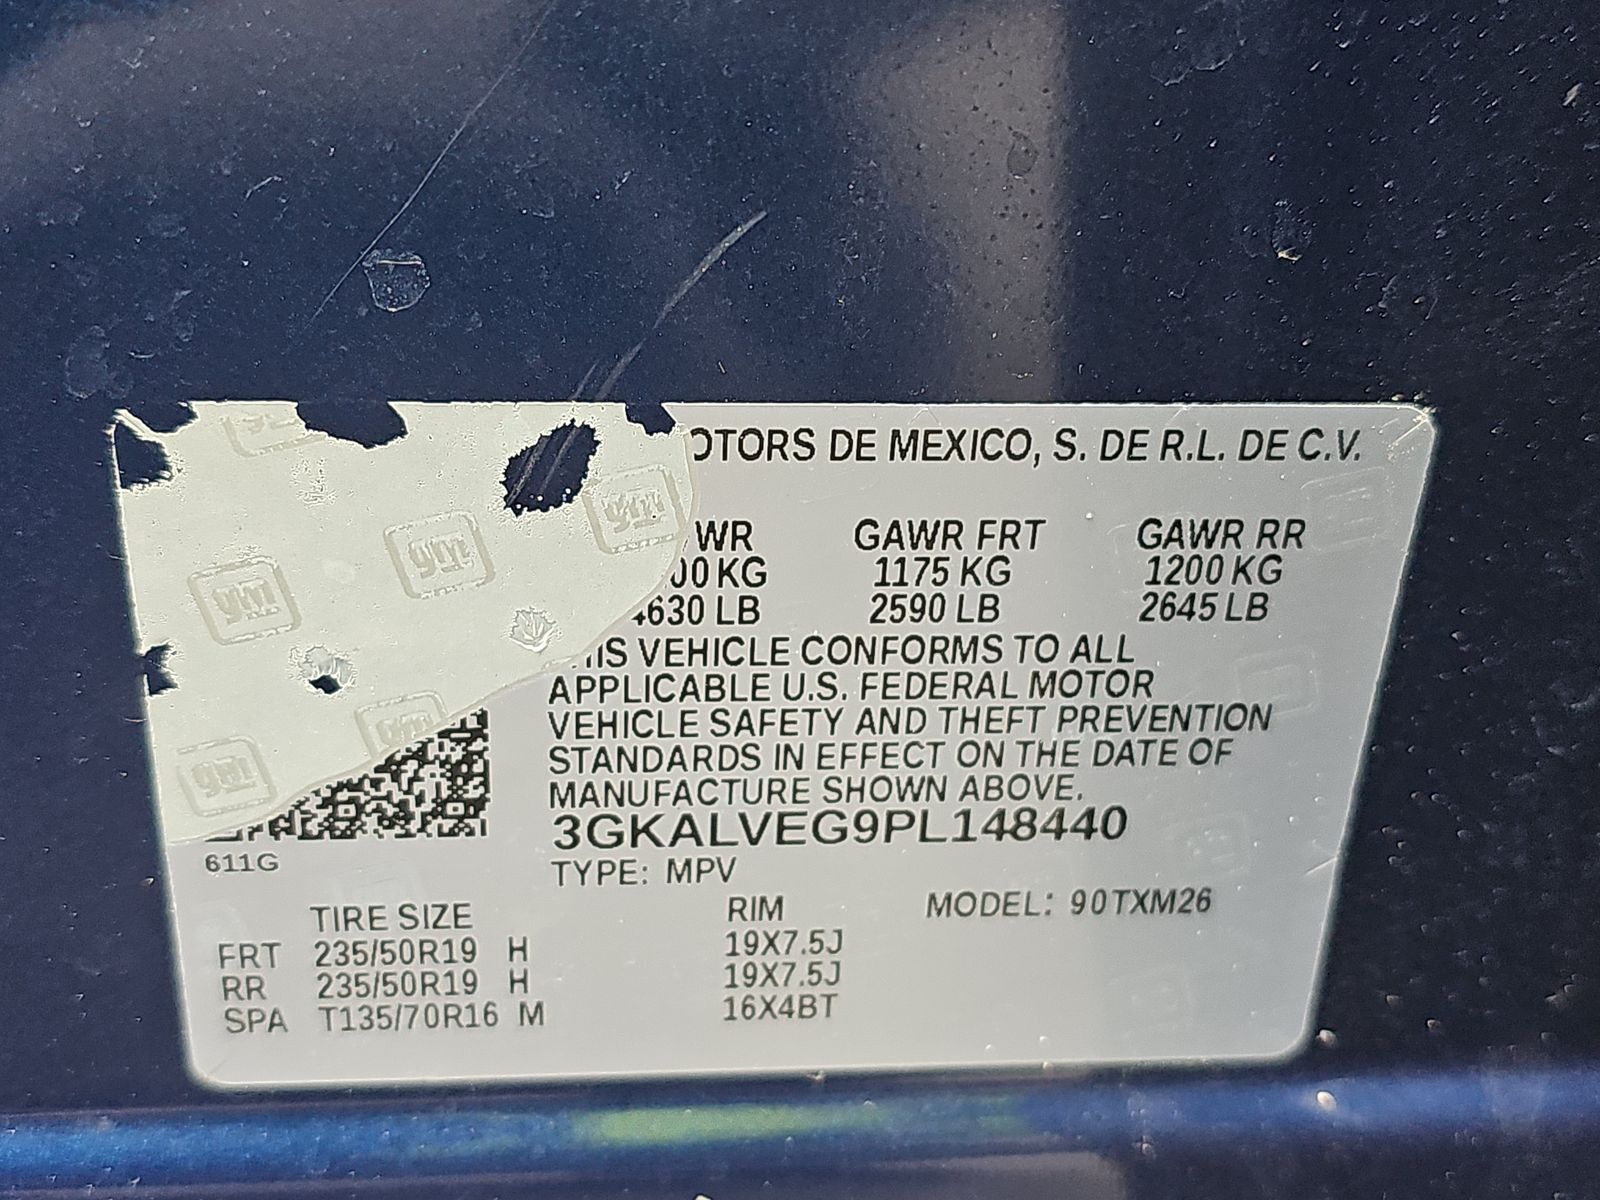 MOTORS DE MEXICO, S. DE R.L. DE C.V.
WR GAWR FRT GAWR RR
00 KG 1175 KG 1200 KG
4630 LB 2590 LB 2645 LB
THIS VEHICLE CONFORMS TO ALL
APPLICABLE U.S. FEDERAL MOTOR
VEHICLE SAFETY AND THEFT PREVENTION
STANDARDS IN EFFECT ON THE DATE OF
MANUFACTURE SHOWN ABOVE.
3GKALVEG9PL148440
611G
TYPE: MPV
TIRE SIZE RIM MODEL: 90TXM26
FRT 235/50R19 H 19X7.5J
RR 235/50R19 H 19X7.5J
SPA T135/70R16 M 16X4BT